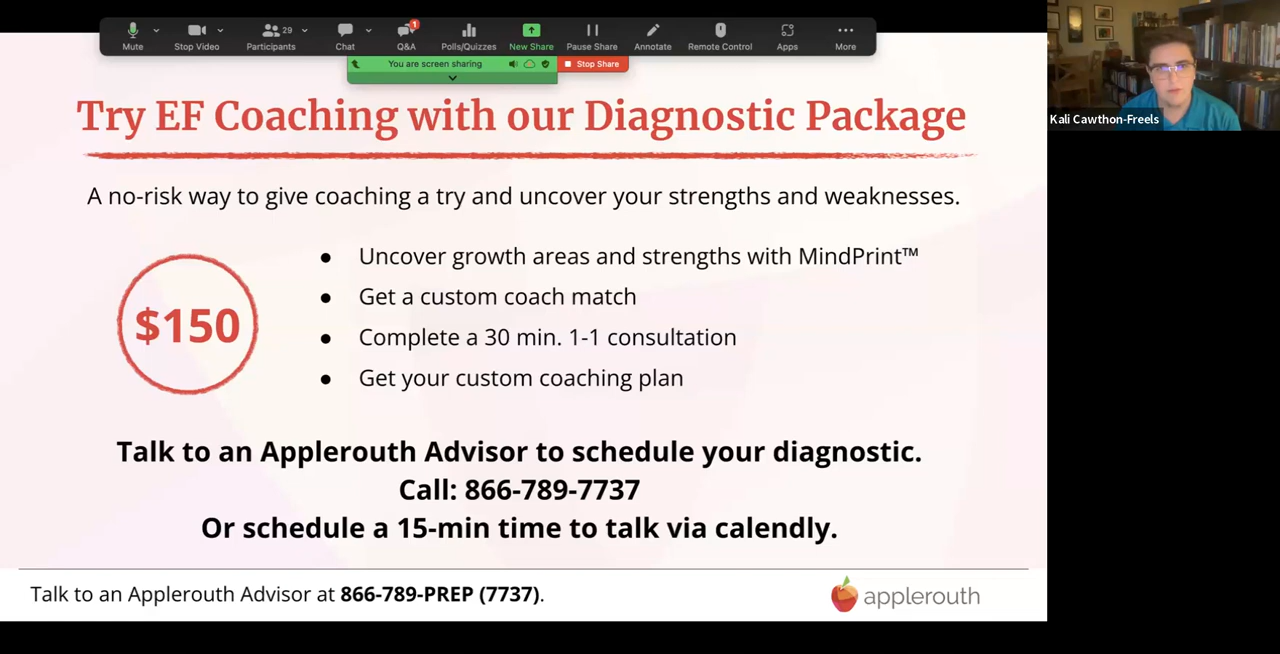 29
1
Mute
Stop Video
Participants
Chat
Q&A
Polls/Quizzes
New Share
Pause Share
Annotate
Remote Control
Apps
More
You are screen sharing
Stop Share
Kali Cawthon-Freels
Try EF Coaching with our Diagnostic Package
A no-risk way to give coaching a try and uncover your strengths and weaknesses.
$150
● Uncover growth areas and strengths with MindPrint™
● Get a custom coach match
● Complete a 30 min. 1-1 consultation
● Get your custom coaching plan
Talk to an Applerouth Advisor to schedule your diagnostic.
Call: 866-789-7737
Or schedule a 15-min time to talk via calendly.
Talk to an Applerouth Advisor at 866-789-PREP (7737).
applerouth